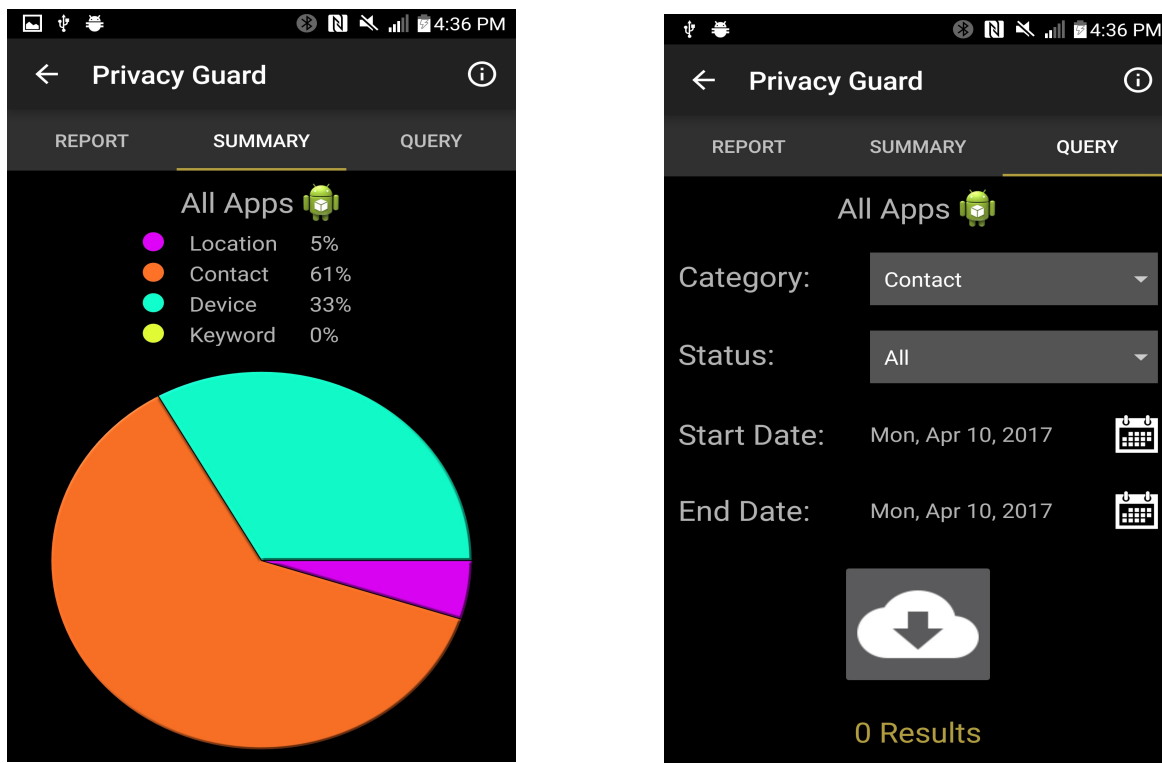 4:36 PM
Privacy Guard
REPORT SUMMARY QUERY
All Apps
Location 5%
Contact 61%
Device 33%
Keyword 0%
4:36 PM
Privacy Guard
REPORT SUMMARY QUERY
All Apps
Category: Contact
Status: All
Start Date: Mon, Apr 10, 2017
End Date: Mon, Apr 10, 2017
0 Results